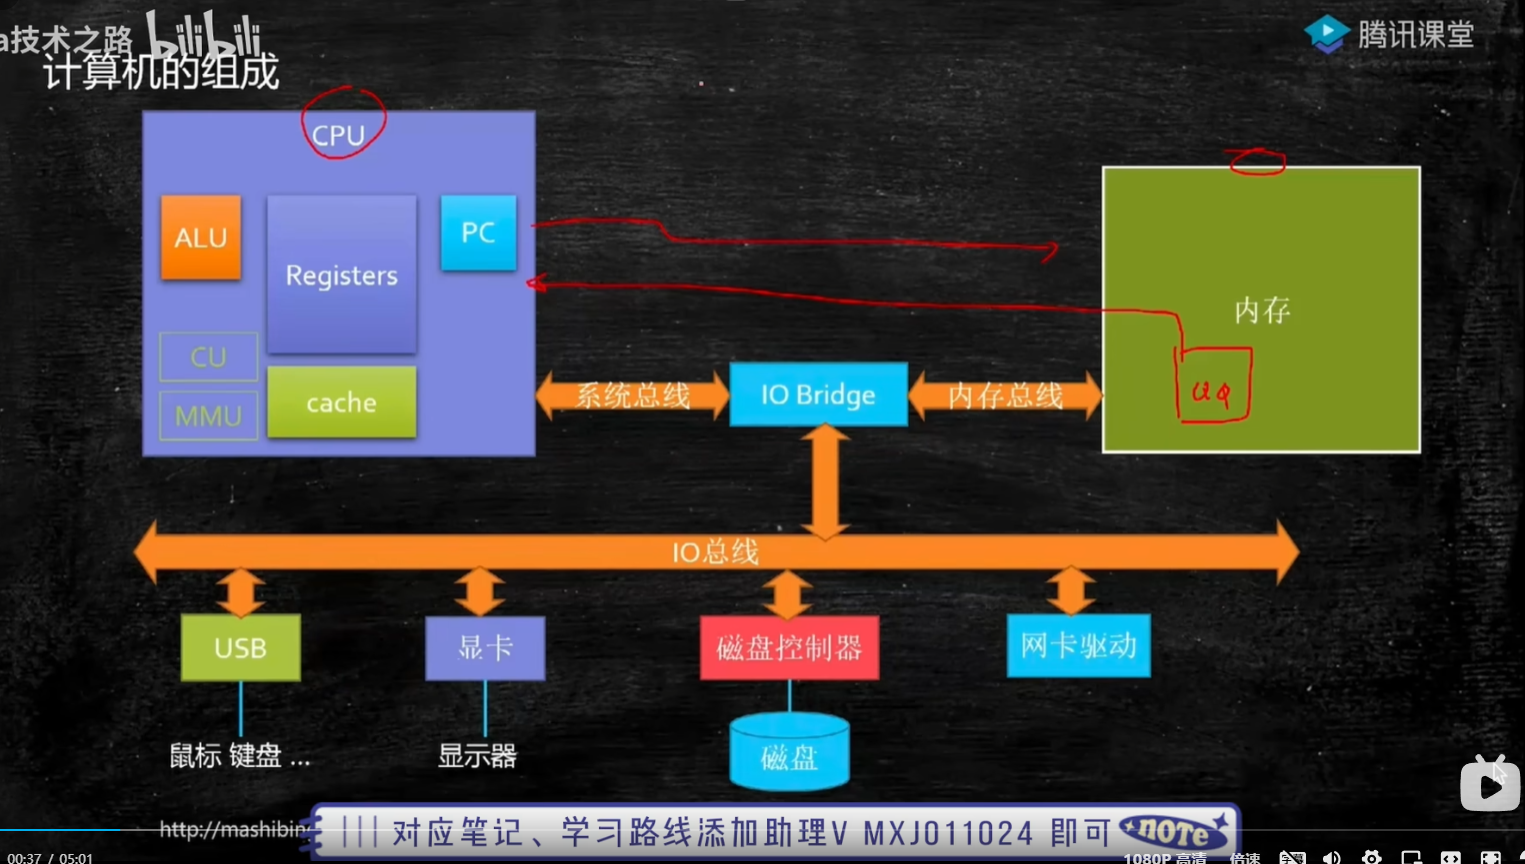 a技术之路 bilibili
腾讯课堂
计算机的组成
CPU
ALU
Registers
PC
CU
MMU
cache
系统总线
IO Bridge
内存总线
内存
QQ
IO总线
USB
显卡
磁盘控制器
网卡驱动
鼠标 键盘 ...
显示器
磁盘
http://mashibin
对应笔记、学习路线添加助理V MXJ011024 即可
NOTe
00:37 / 05:01
1080P 高清
倍速